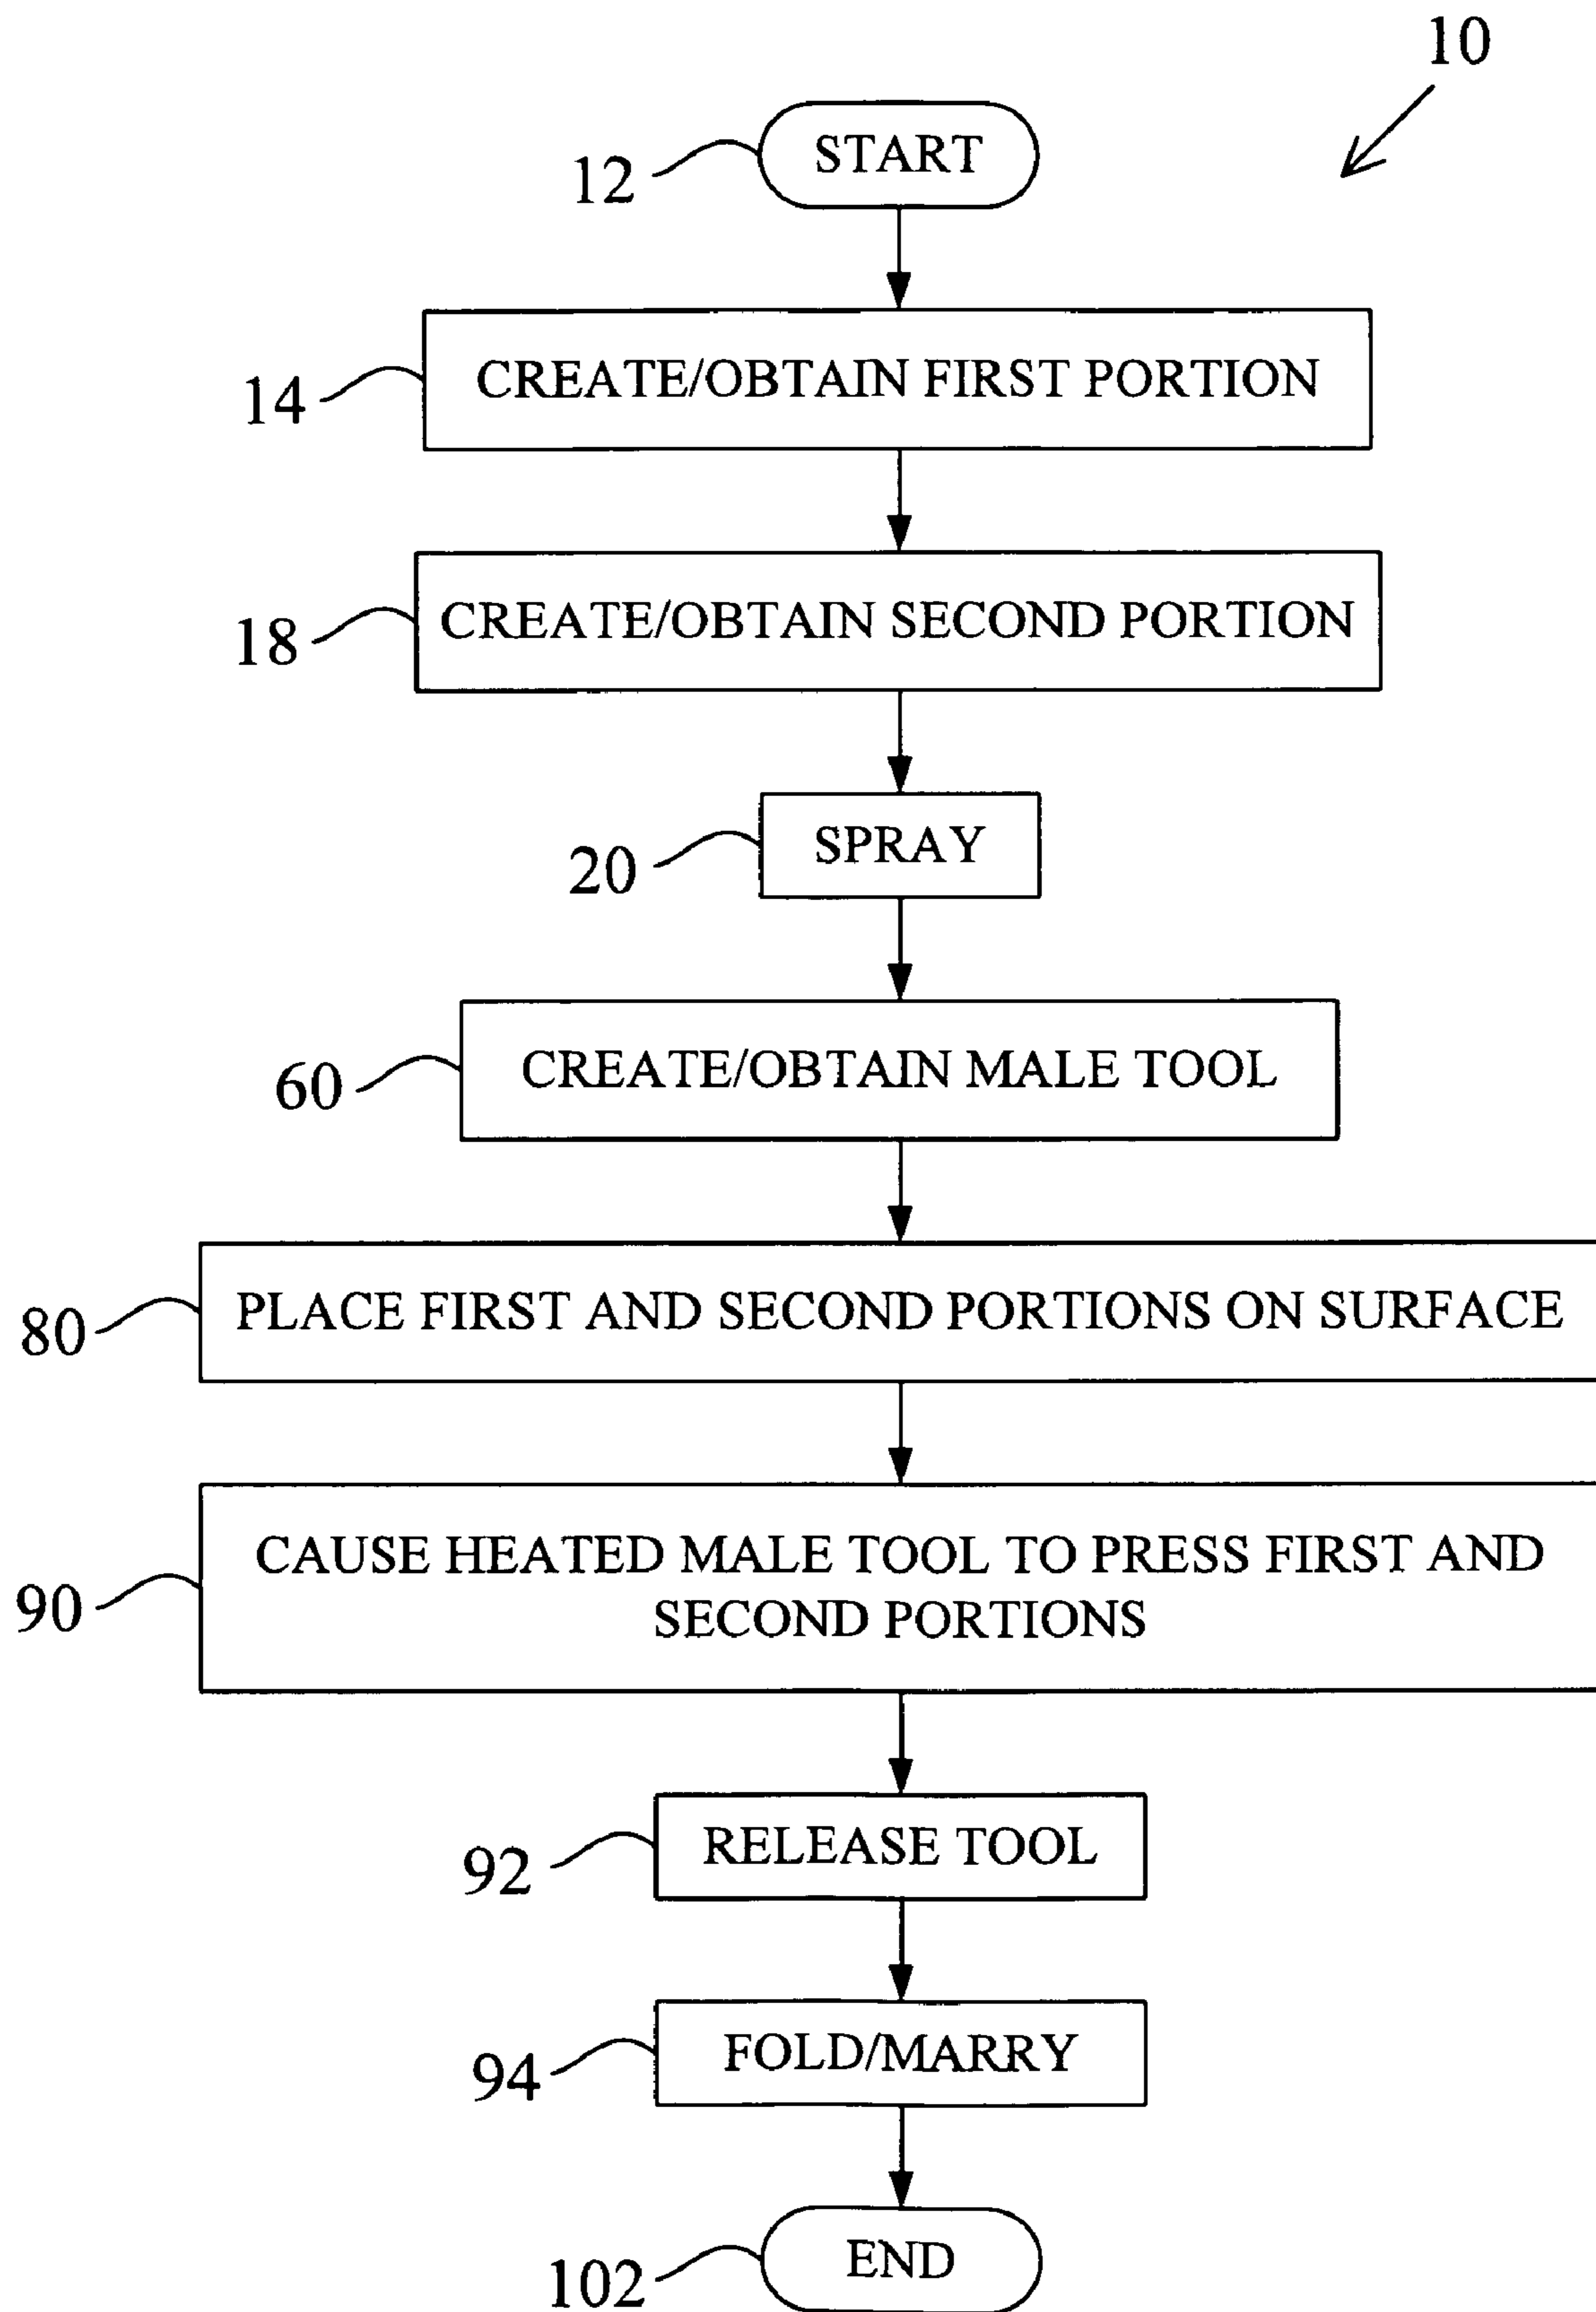 10
12
START
14
CREATE/OBTAIN FIRST PORTION
18
CREATE/OBTAIN SECOND PORTION
20
SPRAY
60
CREATE/OBTAIN MALE TOOL
80
PLACE FIRST AND SECOND PORTIONS ON SURFACE
90
CAUSE HEATED MALE TOOL TO PRESS FIRST AND
SECOND PORTIONS
92
RELEASE TOOL
94
FOLD/MARRY
102
END